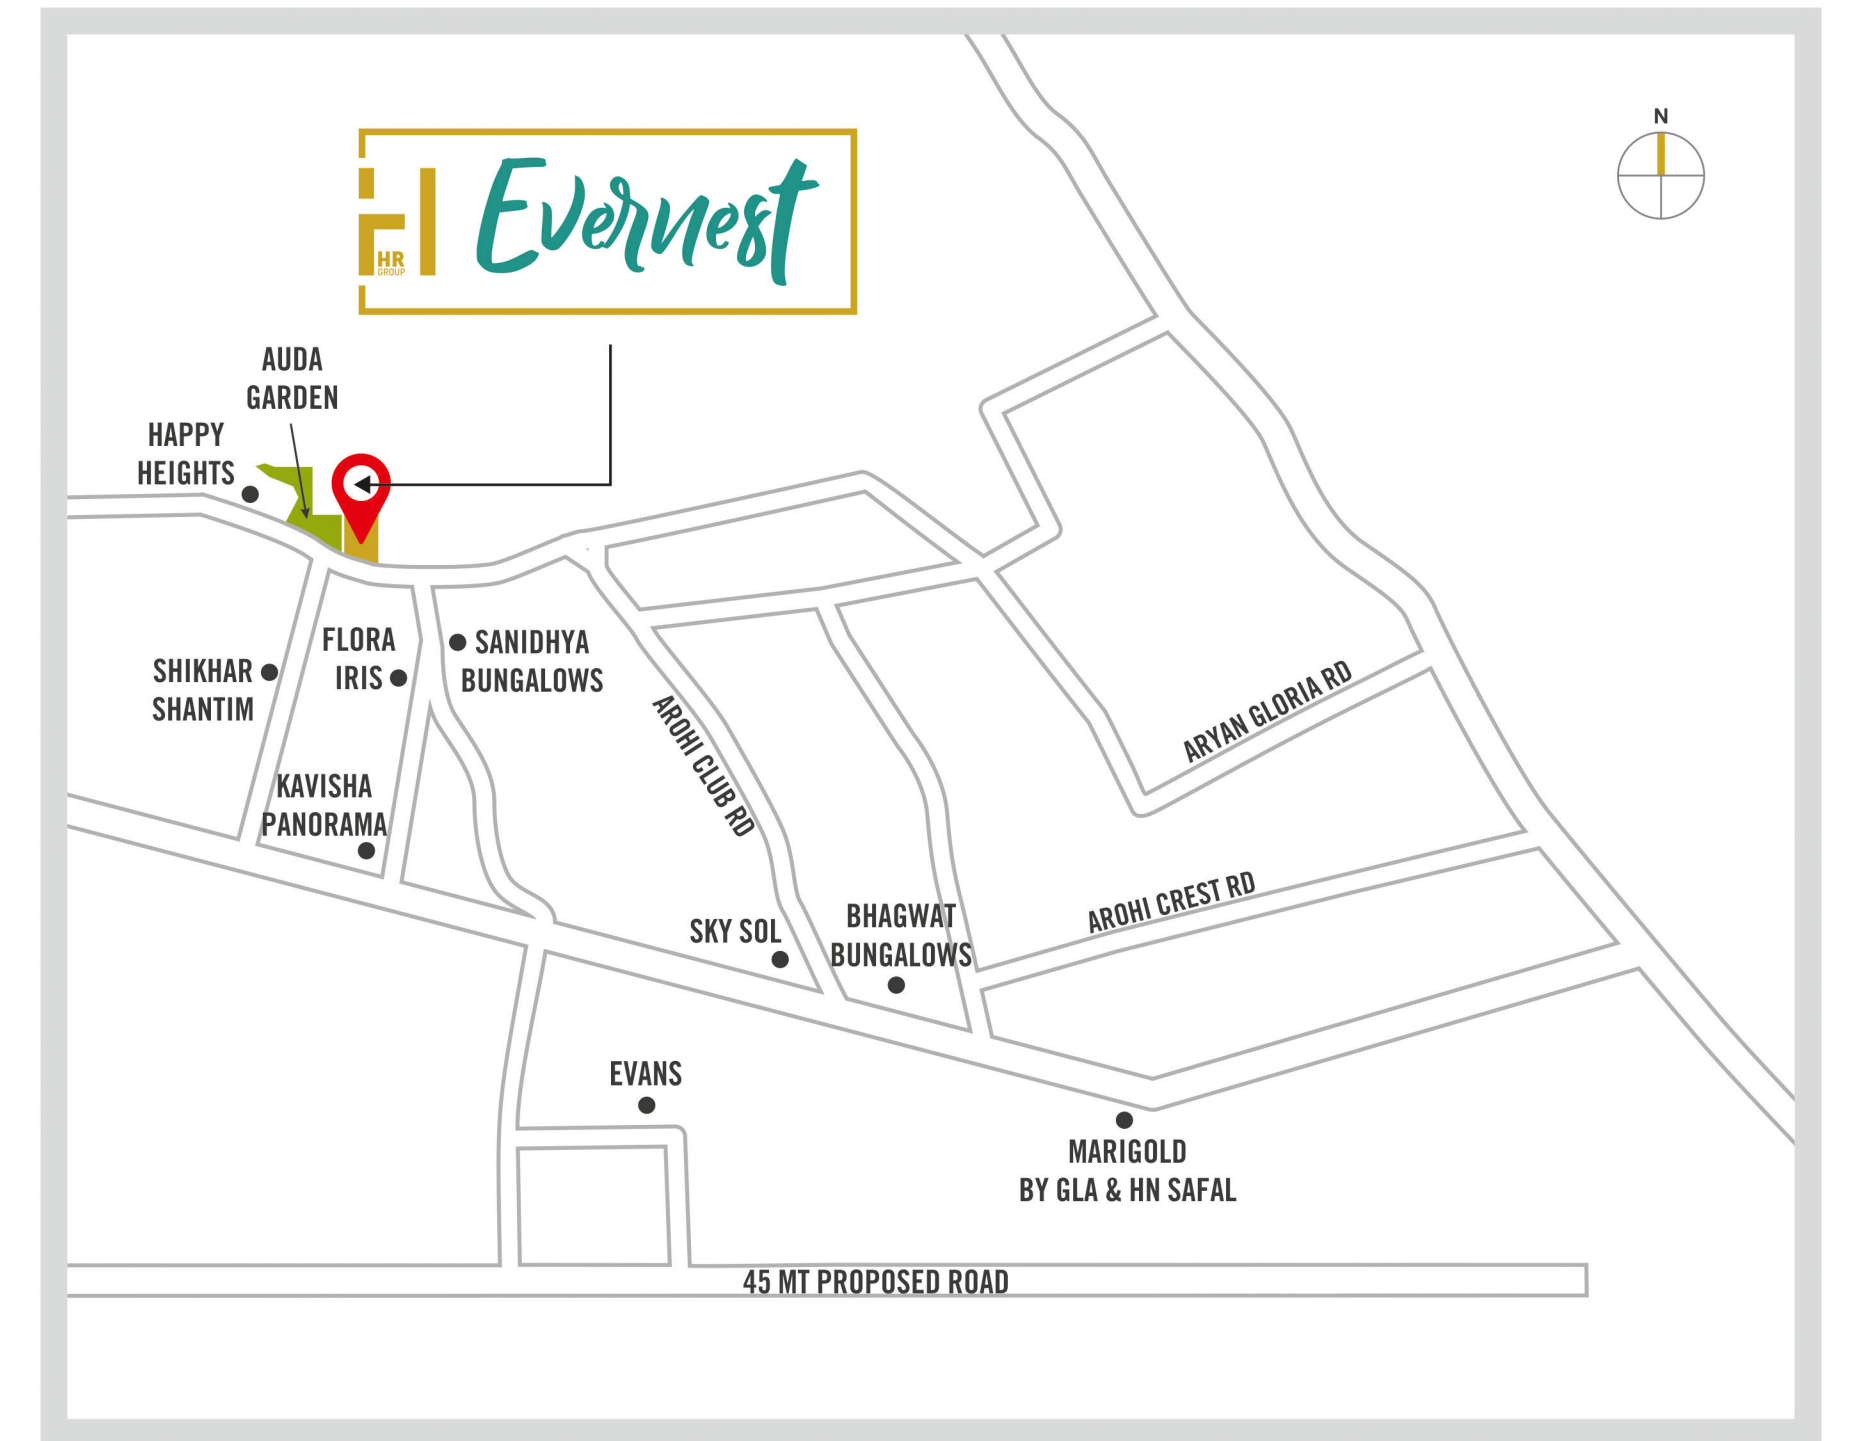 N
Evernest
HR
GROUP
AUDA
GARDEN
HAPPY
HEIGHTS
FLORA
IRIS
SANIDHYA
BUNGALOWS
SHIKHAR
SHANTIM
ARYAN GLORIA RD
AROHI CLUB RD
KAVISHA
PANORAMA
AROHI CREST RD
SKY SOL
BHAGWAT
BUNGALOWS
EVANS
MARIGOLD
BY GLA & HN SAFAL
45 MT PROPOSED ROAD